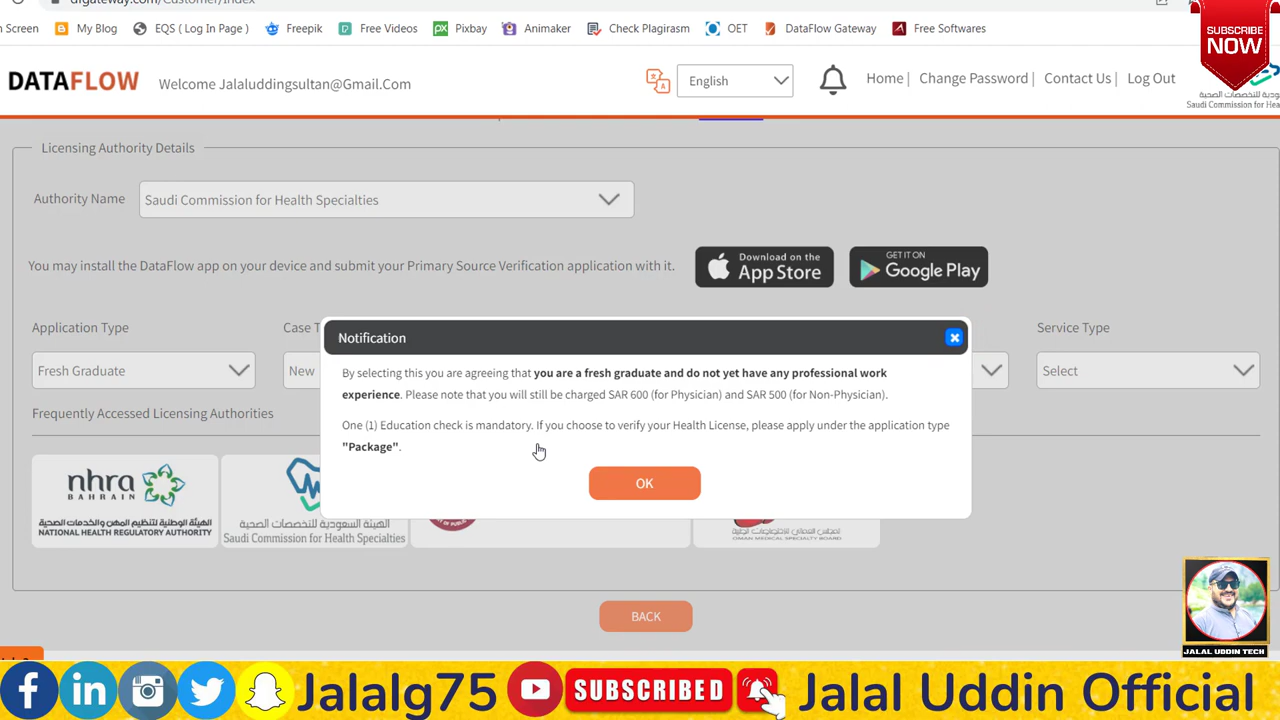 n Screen My Blog EQS ( Log In Page ) Freepik Free Videos Pixbay Animaker Check Plagirasm OET DataFlow Gateway Free Softwares
SUBSCRIBE
NOW
DATAFLOW Welcome Jalaluddingsultan@Gmail.Com English Home | Change Password | Contact Us | Log Out
Licensing Authority Details
Authority Name Saudi Commission for Health Specialties
You may install the DataFlow app on your device and submit your Primary Source Verification application with it.
Download on the
App Store
GET IT ON
Google Play
Application Type Case T Service Type
Fresh Graduate New Select
Notification
By selecting this you are agreeing that you are a fresh graduate and do not yet have any professional work
experience. Please note that you will still be charged SAR 600 (for Physician) and SAR 500 (for Non-Physician).
One (1) Education check is mandatory. If you choose to verify your Health License, please apply under the application type
"Package".
OK
Frequently Accessed Licensing Authorities
nhra
BAHRAIN
الهيئة الوطنية لتنظيم المهن والخدمات الصحية
NATIONAL HEALTH REGULATORY AUTHORITY
الهيئة السعودية للتخصصات الصحية
Saudi Commission for Health Specialties
OMAN MEDICAL SPECIALTY BOARD
BACK
JALAL UDDIN TECH
Jalalg75 SUBSCRIBED Jalal Uddin Official